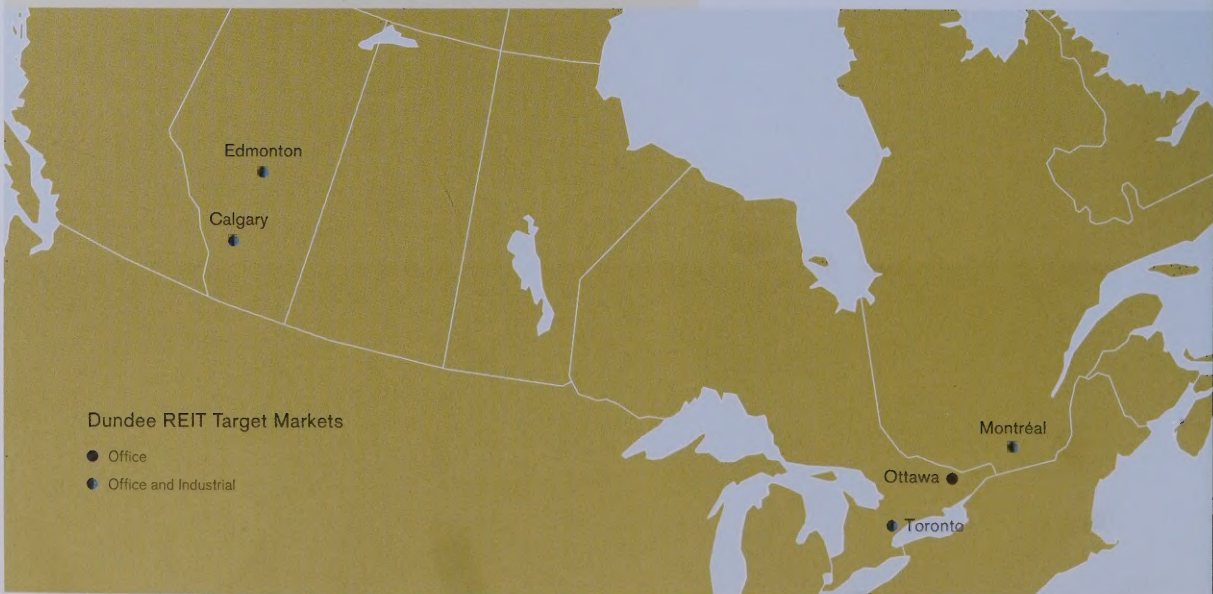 Edmonton
Calgary
Dundee REIT Target Markets
Office
Office and Industrial
Montréal
Ottawa
Toronto